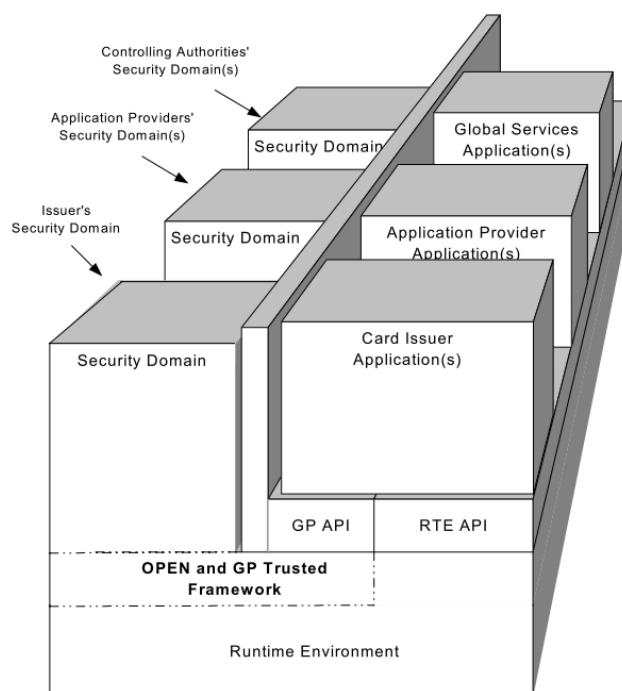 Controlling Authorities'
Security Domain(s)
Application Providers'
Security Domain(s)
Issuer's
Security Domain
Security Domain
Security Domain
Security Domain
Global Services
Application(s)
Application Provider
Application(s)
Card Issuer
Application(s)
GP API
RTE API
OPEN and GP Trusted
Framework
Runtime Environment